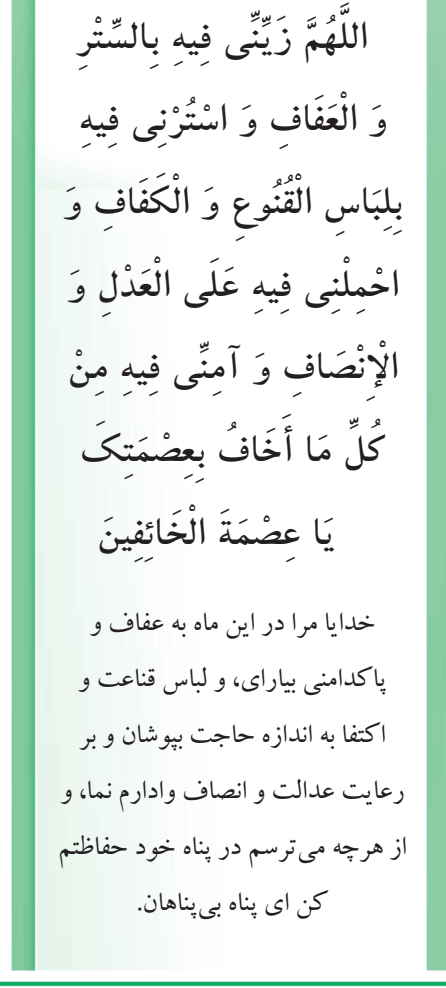 اللَّهُمَّ زَيِّنِّى فِيهِ بِالسِّتْرِ
وَ الْعَفَافِ وَ اسْتُرْنِى فِيهِ
بِلِبَاسِ الْقُنُوعِ وَ الْكَفَافِ وَ
احْمِلْنِى فِيهِ عَلَى الْعَدْلِ وَ
الْإِنْصَافِ وَ آمِنِّى فِيهِ مِنْ
كُلِّ مَا أَخَافُ بِعِصْمَتِکَ
يَا عِصْمَةَ الْخَائِفِينَ
خدایا مرا در این ماه به عفاف و
پاکدامنی بیارای، و لباس قناعت و
اکتفا به اندازه حاجت بپوشان و بر
رعایت عدالت و انصاف وادارم نما، و
از هرچه می‌ترسم در پناه خود حفاظتم
کن ای پناه بی‌پناهان.